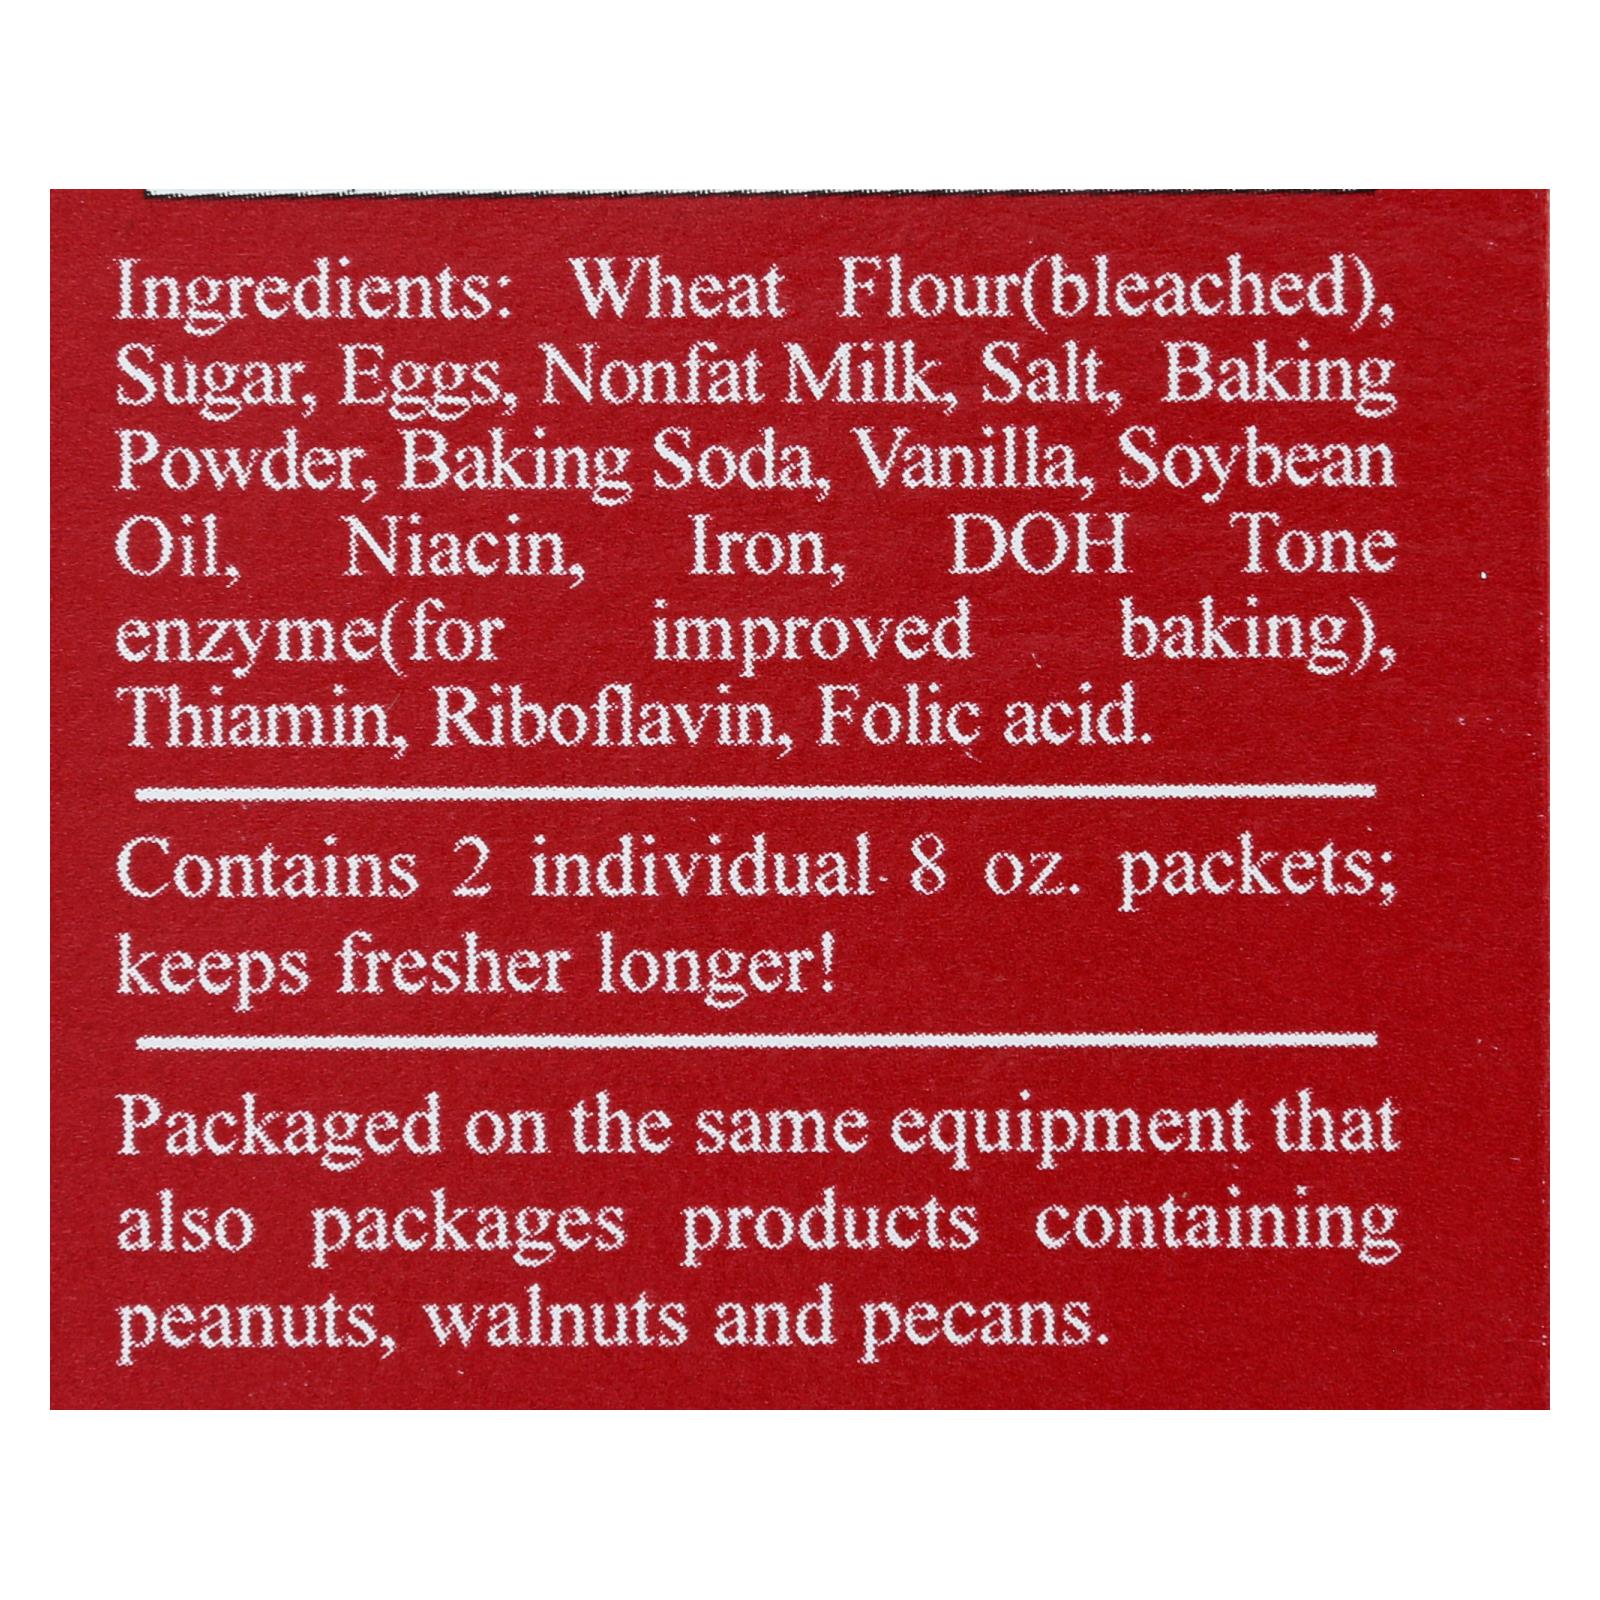 Ingredients: Wheat Flour(bleached),
Sugar, Eggs, Nonfat Milk, Salt, Baking
Powder, Baking Soda, Vanilla, Soybean
Oil, Niacin, Iron, DOH Tone
enzyme(for improved baking),
Thiamin, Riboflavin, Folic acid.
Contains 2 individual 8 oz. packets;
keeps fresher longer!
Packaged on the same equipment that
also packages products containing
peanuts, walnuts and pecans.